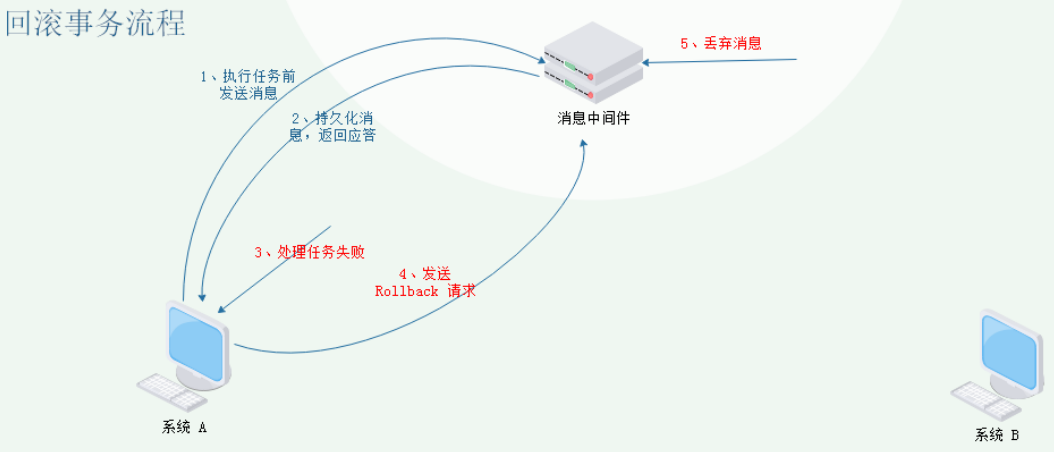 回滚事务流程
5、丢弃消息
1、执行任务前
发送消息
2、持久化消
息，返回应答
消息中间件
3、处理任务失败
4、发送
Rollback 请求
系统 A
系统 B